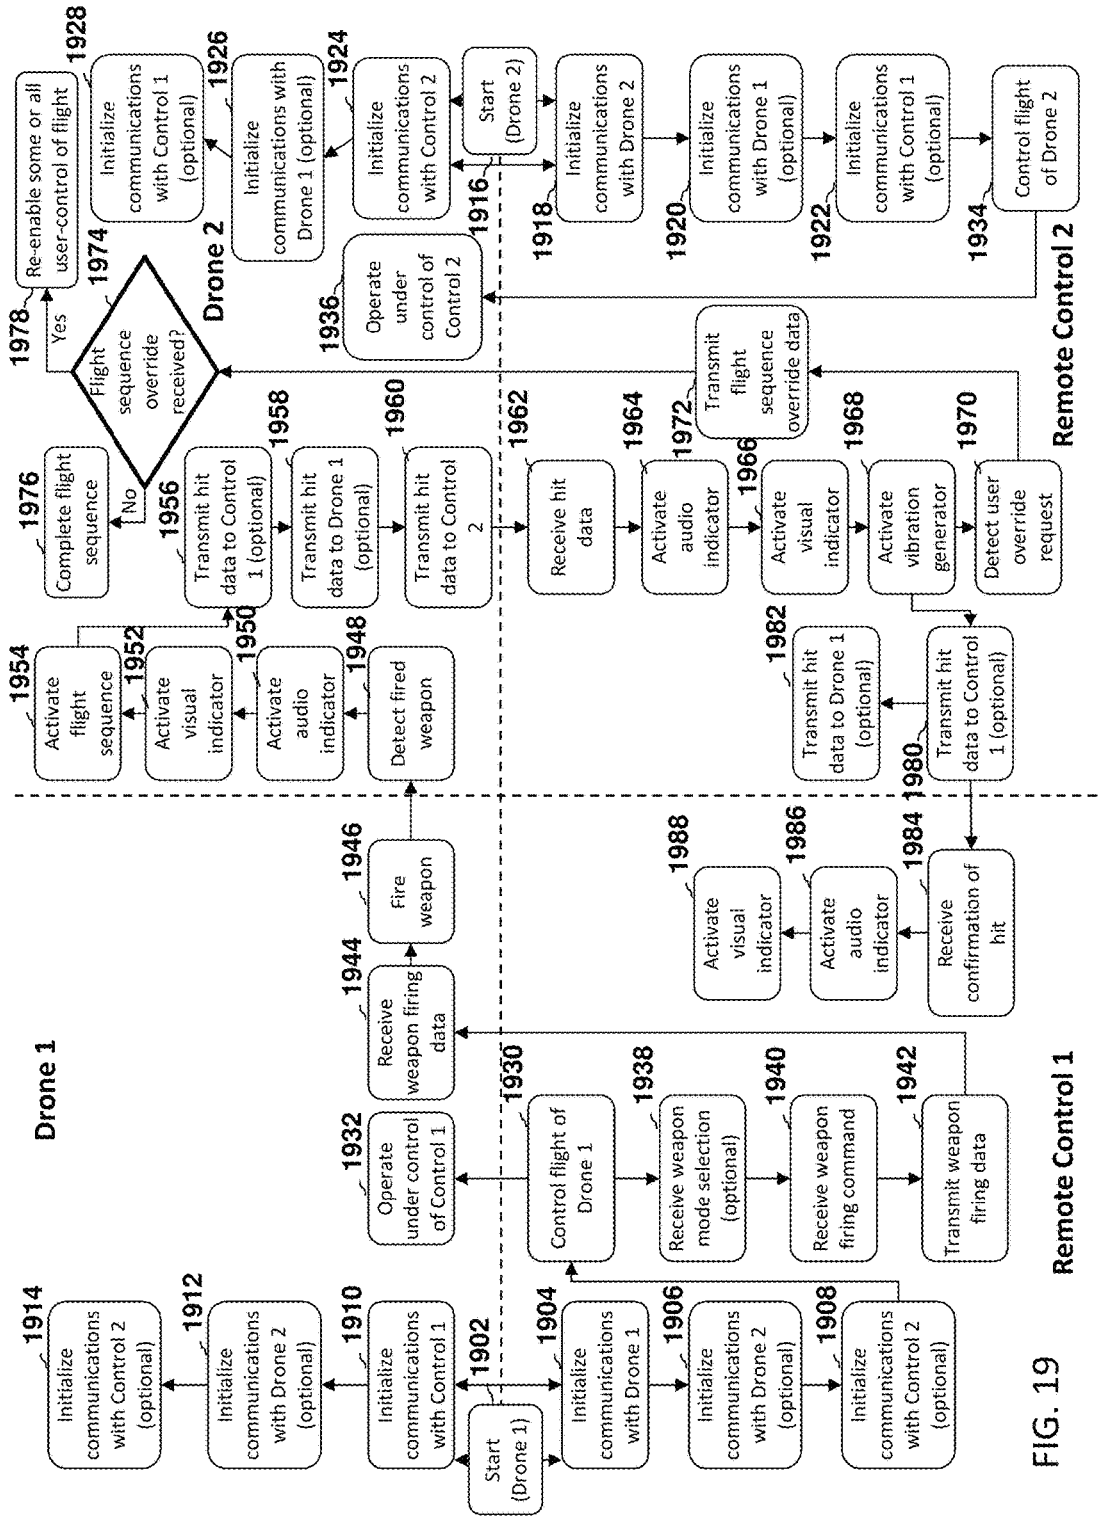 Drone 1
1914
Initialize
communications
with Control 2
(optional)
1912
Initialize
communications
with Drone 2
(optional)
1910
Initialize
communications
with Control 1
1902
Start
(Drone 1)
1904
Initialize
communications
with Drone 1
1906
Initialize
communications
with Drone 2
(optional)
1908
Initialize
communications
with Control 2
(optional)
1932
Operate
under control
of Control 1
1930
Control flight of
Drone 1
1938
Receive weapon
mode selection
(optional)
1940
Receive weapon
firing command
1942
Transmit weapon
firing data
1944
Receive
weapon firing
data
1946
Fire
weapon
1984
Receive
confirmation of
hit
1986
Activate
audio
indicator
1988
Activate
visual
indicator
Remote Control 1
1954
Activate
flight
sequence
1952
Activate
visual
indicator
1950
Activate
audio
indicator
1948
Detect fired
weapon
1976
Complete flight
sequence
1956
Transmit hit
data to Control
1 (optional)
1958
Transmit hit
data to Drone 1
(optional)
1960
Transmit hit
data to Control
2
No
Yes
1974
Flight
sequence
override
received?
1978
Re-enable some or all
user-control of flight
Drone 2
1928
Initialize
communications
with Control 1
(optional)
1926
Initialize
communications with
Drone 1 (optional)
1924
Initialize
communications
with Control 2
1936
Operate
under
control of
Control 2
1916
Start
(Drone 2)
1918
Initialize
communications
with Drone 2
1920
Initialize
communications
with Drone 1
(optional)
1922
Initialize
communications
with Control 1
(optional)
1934
Control flight
of Drone 2
1962
Receive hit
data
1964
Activate
audio
indicator
1966
Activate
visual
indicator
1968
Activate
vibration
generator
1970
Detect user
override
request
1972
Transmit
flight
sequence
override data
1982
Transmit hit
data to Drone 1
(optional)
1980
Transmit hit
data to Control
1 (optional)
Remote Control 2
FIG. 19